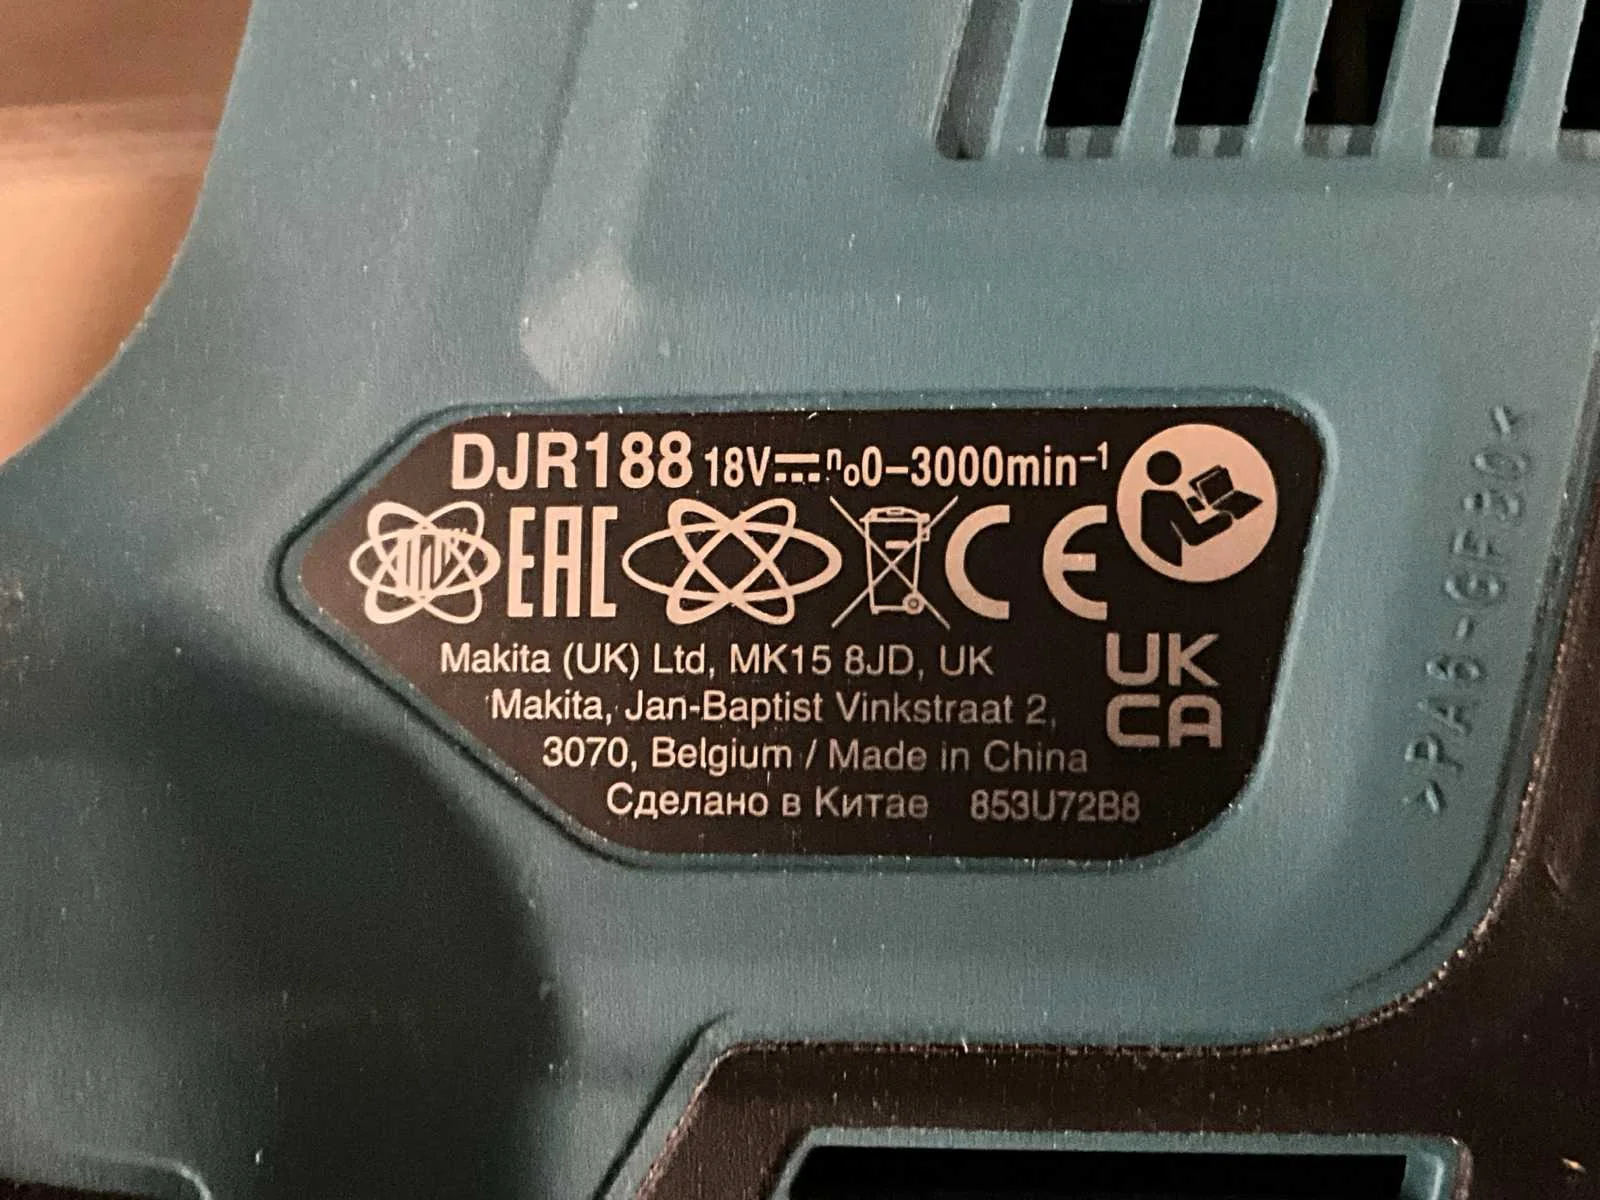 DJR188 18V⎓ n₀0–3000min⁻¹
EAC CE
Makita (UK) Ltd, MK15 8JD, UK
UK
CA
Makita, Jan-Baptist Vinkstraat 2,
3070, Belgium / Made in China
Сделано в Китае 853U72B8
>PA6-GF30<